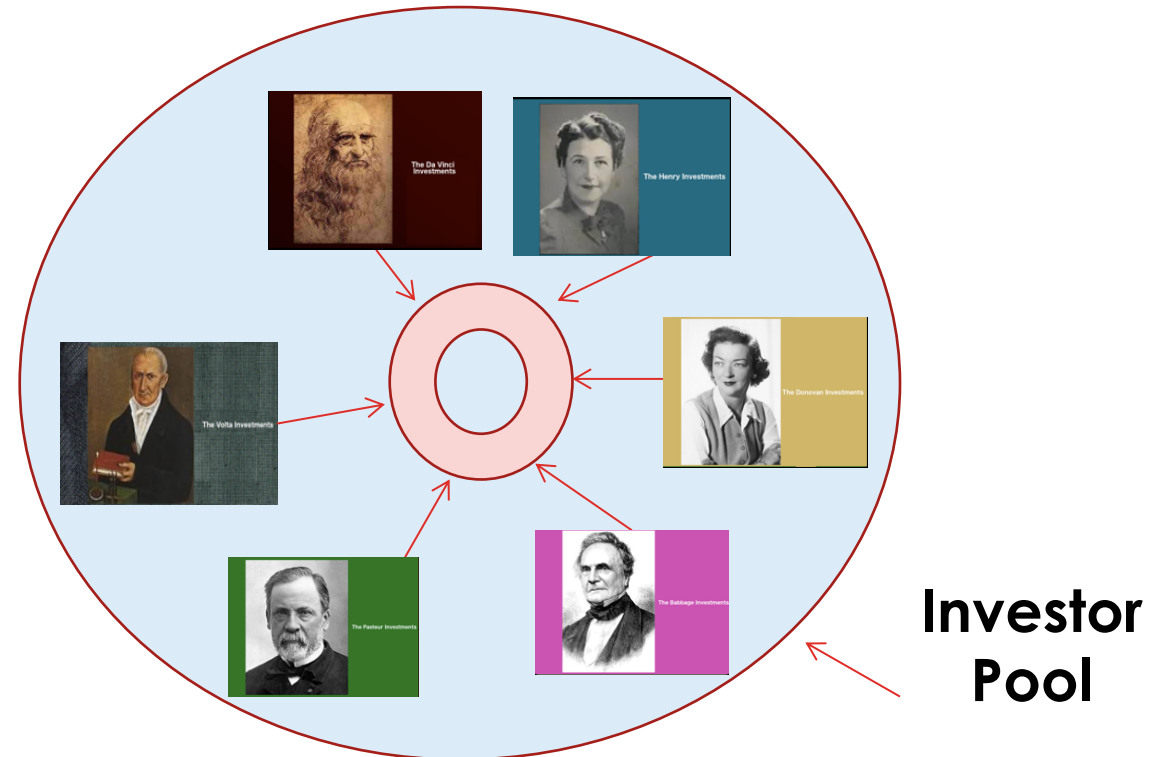 The Da Vinci
Investments
The Henry Investments
The Donovan Investments
The Volta Investments
The Babbage Investments
The Pasteur Investments
Investor
Pool